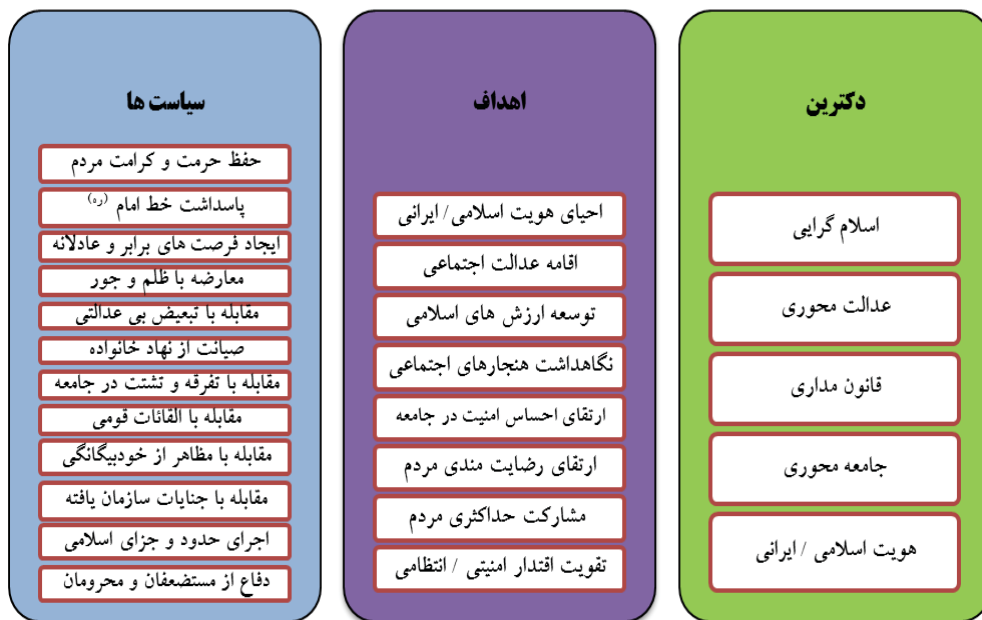 دکترین
اسلام گرایی
عدالت محوری
قانون مداری
جامعه محوری
هویت اسلامی / ایرانی
اهداف
احیای هویت اسلامی/ ایرانی
اقامه عدالت اجتماعی
توسعه ارزش های اسلامی
نگاهداشت هنجارهای اجتماعی
ارتقای احساس امنیت در جامعه
ارتقای رضایت مندی مردم
مشارکت حداکثری مردم
تقویت اقتدار امنیتی / انتظامی
سیاست ها
حفظ حرمت و کرامت مردم
پاسداشت خط امام (ره)
ایجاد فرصت های برابر و عادلانه
معارضه با ظلم و جور
مقابله با تبعیض بی عدالتی
صیانت از نهاد خانواده
مقابله با تفرقه و تشتت در جامعه
مقابله با القائات قومی
مقابله با مظاهر از خودبیگانگی
مقابله با جنایات سازمان یافته
اجرای حدود و جزای اسلامی
دفاع از مستضعفان و محرومان